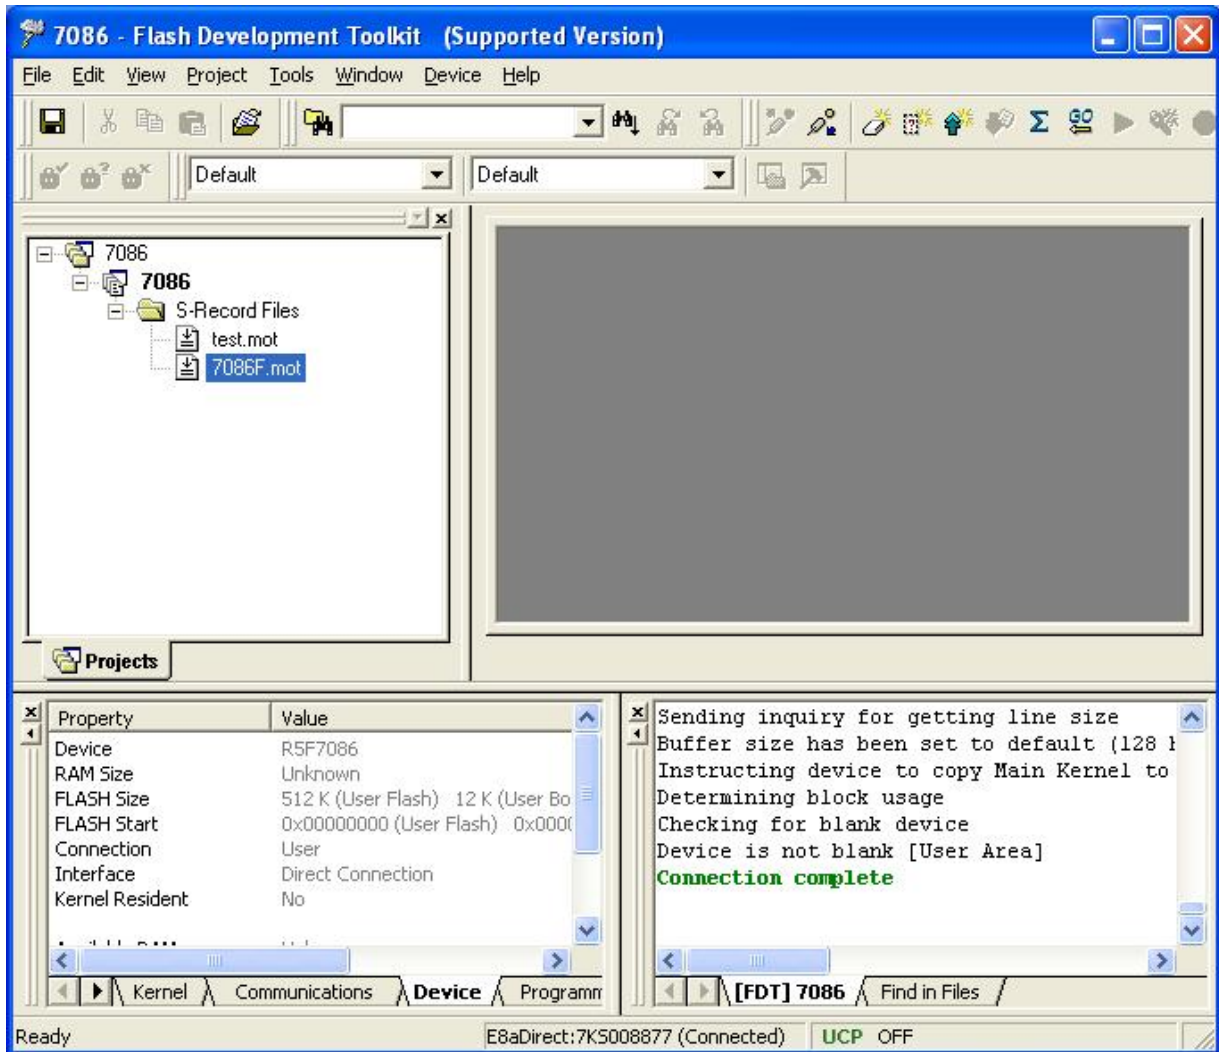 7086 - Flash Development Toolkit (Supported Version)
File Edit View Project Tools Window Device Help
GO
Default
Default
7086
7086
S-Record Files
test.mot
7086F.mot
Projects
Property Value
Device R5F7086
RAM Size Unknown
FLASH Size 512 K (User Flash) 12 K (User Bo
FLASH Start 0x00000000 (User Flash) 0x000
Connection User
Interface Direct Connection
Kernel Resident No
Kernel Communications Device Programm
Sending inquiry for getting line size
Buffer size has been set to default (128
Instructing device to copy Main Kernel to
Determining block usage
Checking for blank device
Device is not blank [User Area]
Connection complete
[FDT] 7086 Find in Files
Ready E8aDirect:7KS008877 (Connected) UCP OFF